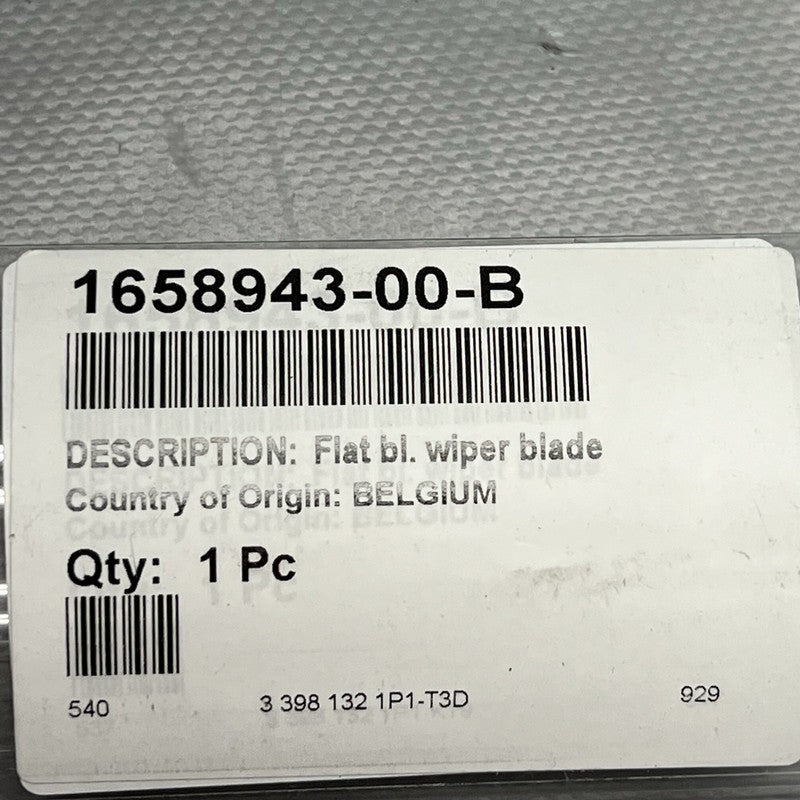 1658943-00-B
DESCRIPTION: Flat bl. wiper blade
Country of Origin: BELGIUM
Qty: 1 Pc
540 3 398 132 1P1-T3D 929